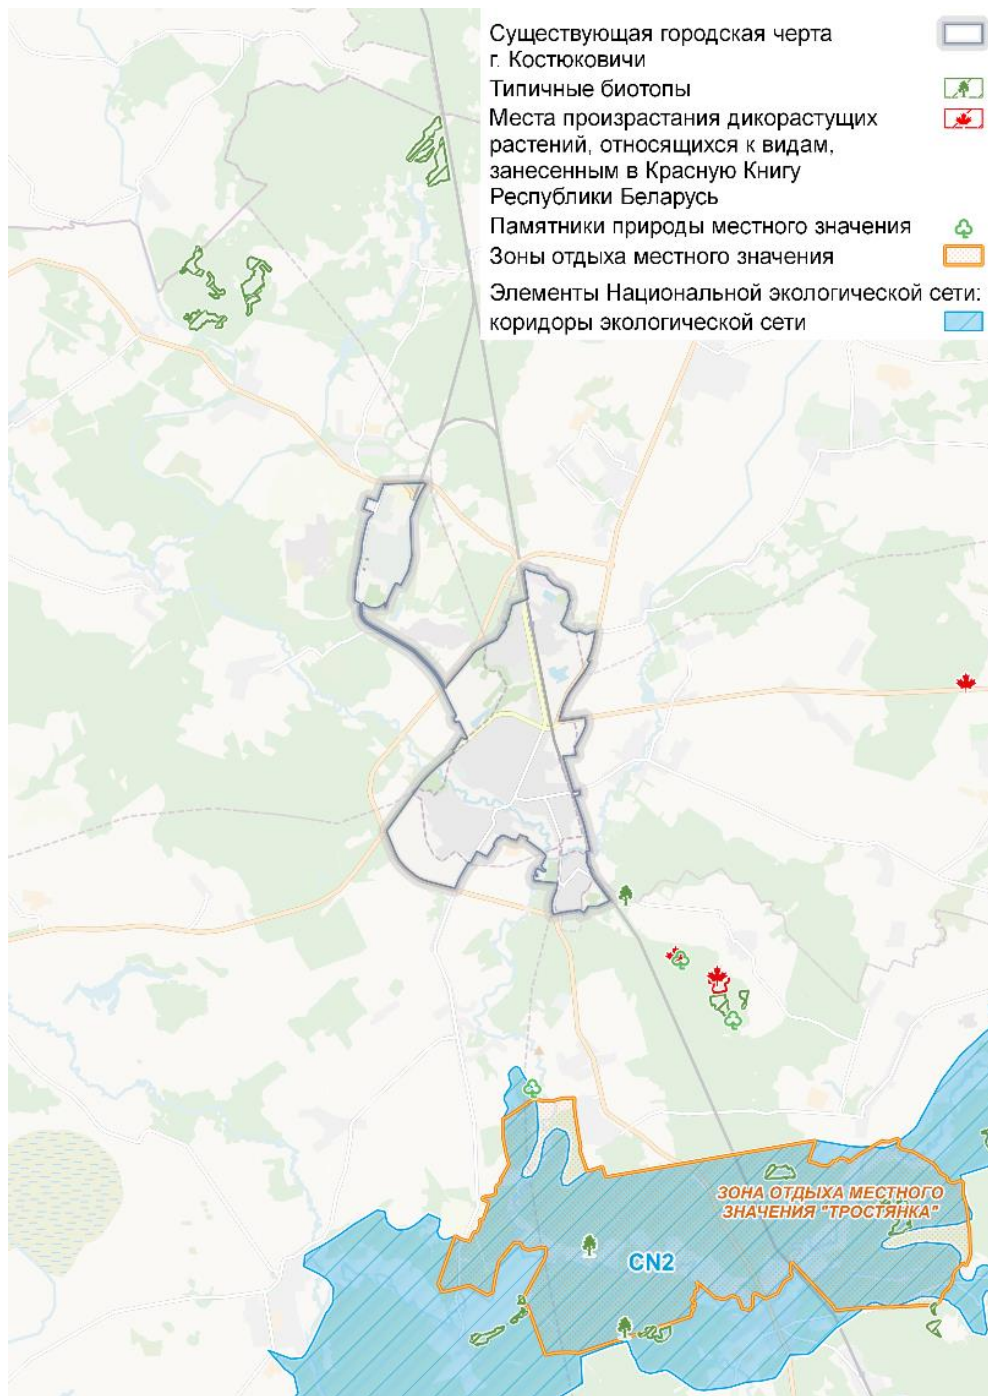 Существующая городская черта
г. Костюковичи
Типичные биотопы
Места произрастания дикорастущих
растений, относящихся к видам,
занесенным в Красную Книгу
Республики Беларусь
Памятники природы местного значения
Зоны отдыха местного значения
Элементы Национальной экологической сети:
коридоры экологической сети
ЗОНА ОТДЫХА МЕСТНОГО
ЗНАЧЕНИЯ "ТРОСТЯНКА"
CN2